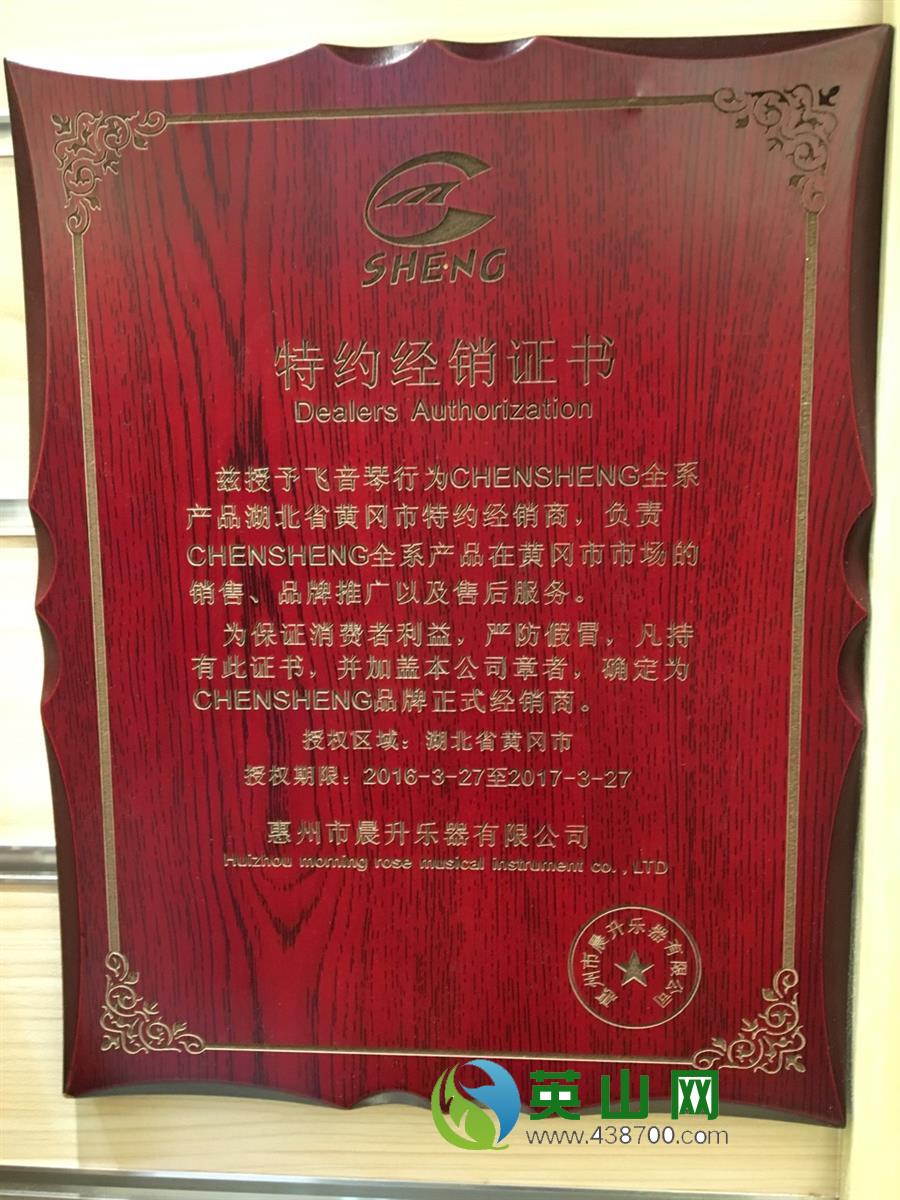 SHENG
特约经销证书
Dealers Authorization
兹授予飞音琴行为CHENSHENG全系
产品湖北省黄冈市特约经销商，负责
CHENSHENG全系产品在黄冈市市场的
销售、品牌推广以及售后服务。
为保证消费者利益，严防假冒，凡持
有此证书，并加盖本公司章者，确定为
CHENSHENG品牌正式经销商。
授权区域：湖北省黄冈市
授权期限：2016-3-27至2017-3-27
惠州市晨升乐器有限公司
Huizhou morning rose musical instrument co.,LTD
惠州市晨升乐器有限公司
英山网
www.438700.com